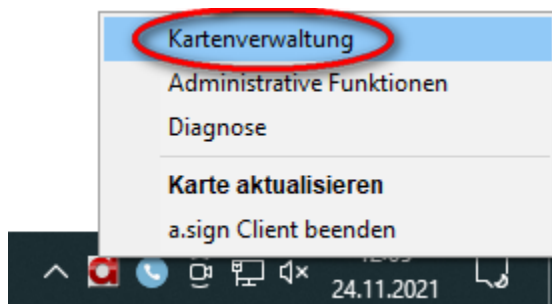 Kartenverwaltung
Administrative Funktionen
Diagnose
Karte aktualisieren
a.sign Client beenden
24.11.2021